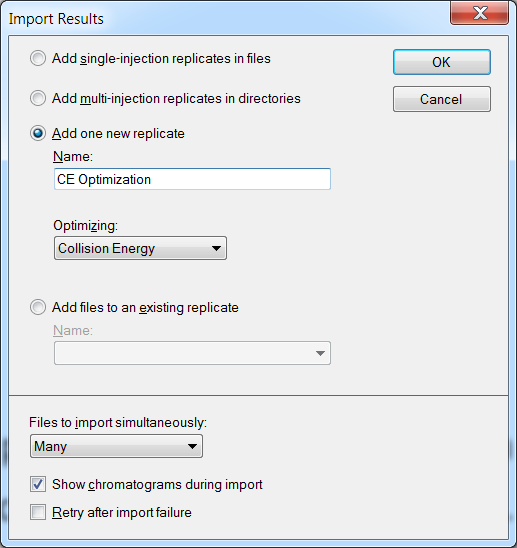 Import Results
Add single-injection replicates in files
OK
Add multi-injection replicates in directories
Cancel
Add one new replicate
Name:
CE Optimization
Optimizing:
Collision Energy
Add files to an existing replicate
Name:
Files to import simultaneously:
Many
Show chromatograms during import
Retry after import failure